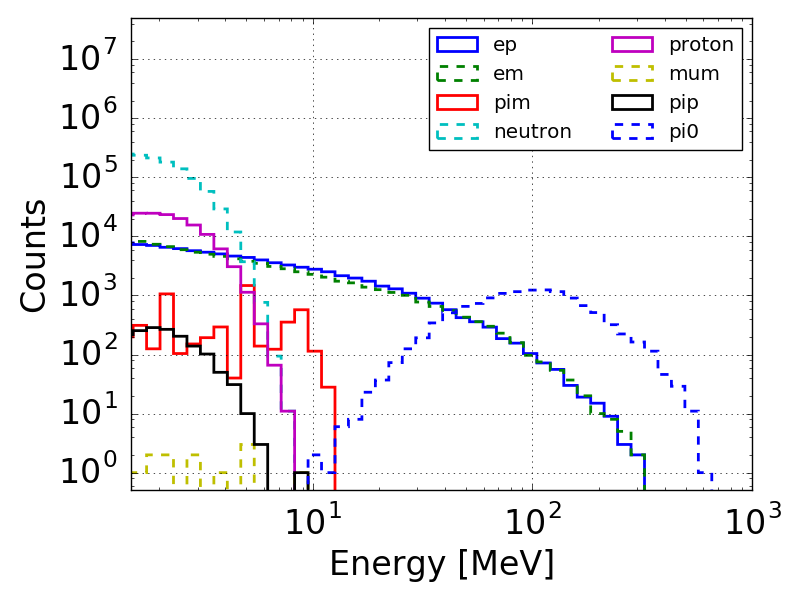 10^7
10^6
10^5
10^4
10^3
10^2
10^1
10^0
Counts
ep
em
pim
neutron
proton
mum
pip
pi0
10^1
10^2
10^3
Energy [MeV]